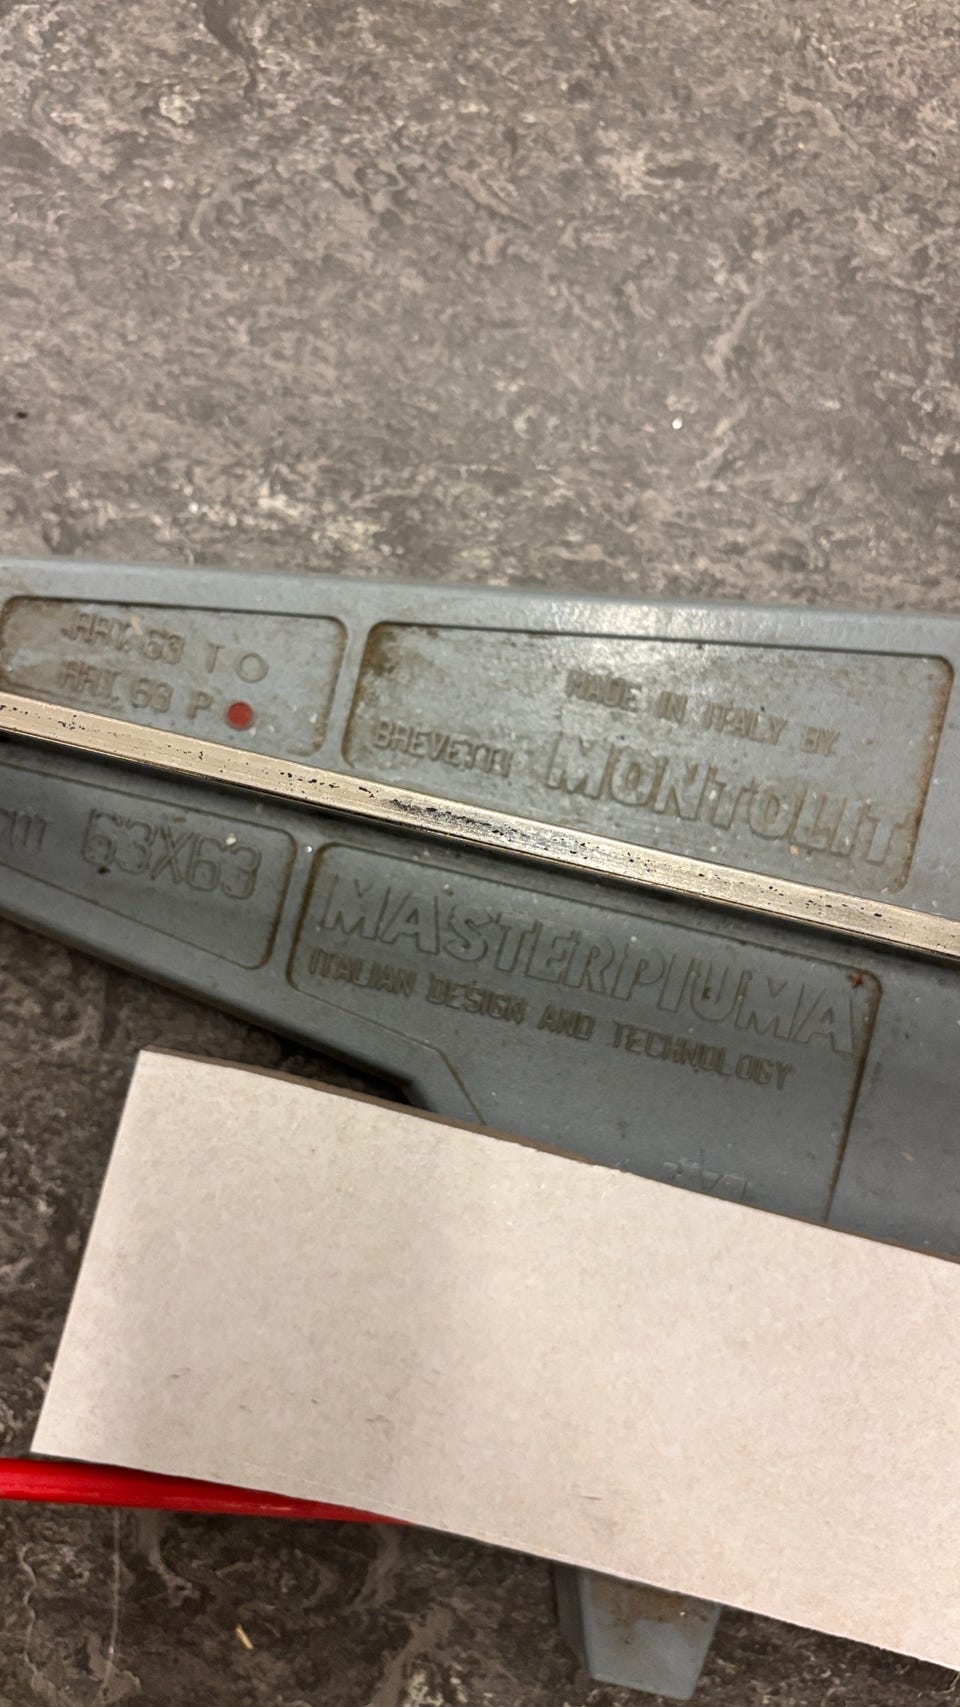 ART. 63 T
ART. 63 P
MADE IN ITALY BY
BREVETTI MONTOLIT
63X63
MASTERPIUMA
ITALIAN DESIGN AND TECHNOLOGY